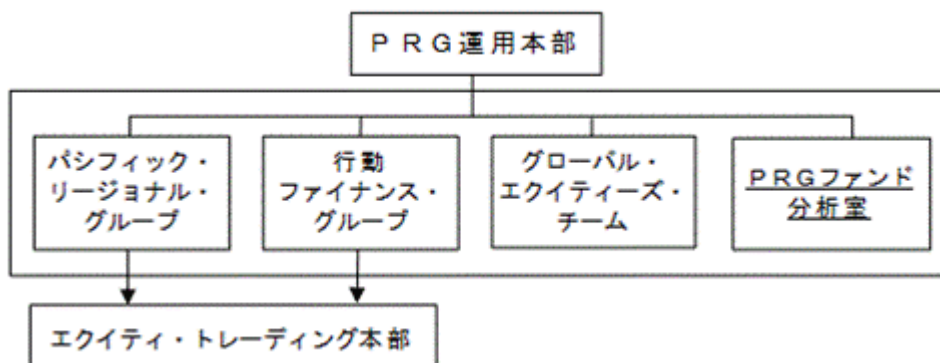 ＰＲＧ運用本部
パシフィック・
リージョナル・
グループ
行動
ファイナンス・
グループ
グローバル・
エクイティーズ・
チーム
ＰＲＧファンド
分析室
エクイティ・トレーディング本部